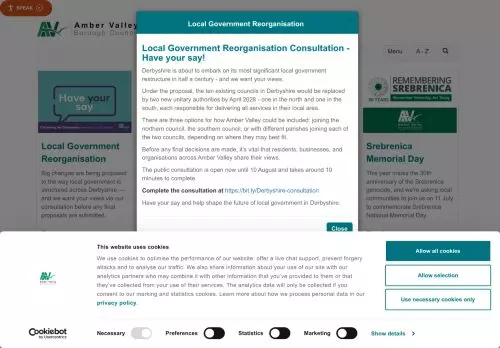 SPEAK
Amber Valley
Borough Council
Menu
A - Z
Local Government Reorganisation
Local Government Reorganisation Consultation -
Have your say!
Derbyshire is about to embark on its most significant local government
restructure in half a century - and we want your views.
Under the proposal, the ten existing councils in Derbyshire would be replaced
by two new unitary authorities by April 2028 - one in the north and one in the
south, each responsible for delivering all services in their local area.
There are three options for how Amber Valley could be included: joining the
northern council, the southern council, or with different parishes joining each of
the two councils, depending on where they may best fit.
Before any final decisions are made, it's vital that residents, businesses, and
organisations across Amber Valley share their views.
The public consultation is open now until 10 August and takes around 10
minutes to complete.
Complete the consultation at https://bit.ly/Derbyshire-consultation
Have your say and help shape the future of local government in Derbyshire.
Close
Have
your say
Local Government
Reorganisation
Big changes are being proposed
to the way local government is
structured across Derbyshire —
and we want your views via our
consultation before any final
proposals are submitted.
REMEMBERING
SREBRENICA
30 YEARS
Remembering, Act Today
Srebrenica
Memorial Day
This year marks the 30th
anniversary of the Srebrenica
genocide, and we're asking local
communities to join us on 11 July
to commemorate Srebrenica
National Memorial Day.
This website uses cookies
We use cookies to optimise the performance of our website, offer a live chat support, prevent forgery
attacks and to analyse our traffic. We also share information about your use of our site with our
analytics partners who may combine it with other information that you've provided to them or that
they've collected from your use of their services. The analytics data will only be collected if you
consent to our marking and statistics cookies. Learn more about how we process personal data in our
privacy policy.
Allow all cookies
Allow selection
Use necessary cookies only
Cookiebot
by Usercentrics
Necessary
Preferences
Statistics
Marketing
Show details